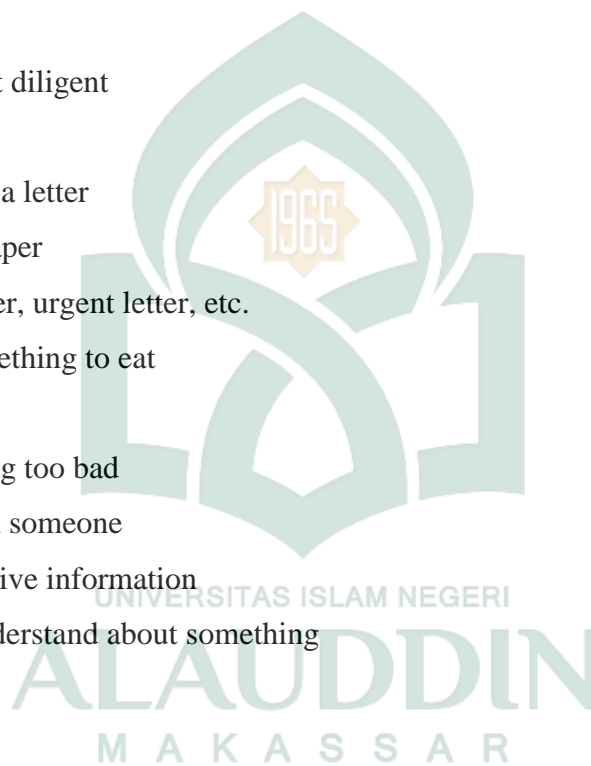 t diligent
a letter
per
er, urgent letter, etc.
ething to eat
g too bad
someone
ive information
derstand about something
1965
UNIVERSITAS ISLAM NEGERI
ALAUDDIN
MAKASSAR